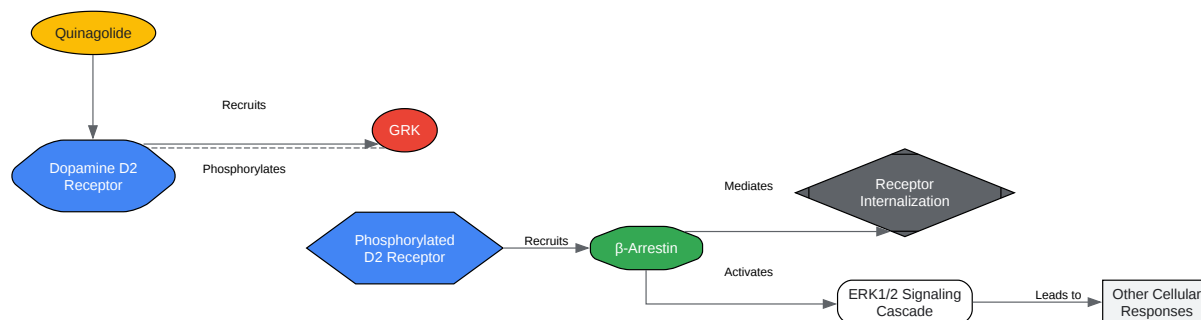 Quinagolide
Recruits
GRK
Phosphorylates
Dopamine D2
Receptor
Mediates
Receptor
Internalization
Phosphorylated
D2 Receptor
Recruits
β-Arrestin
Activates
ERK1/2 Signaling
Cascade
Leads to
Other Cellular
Responses